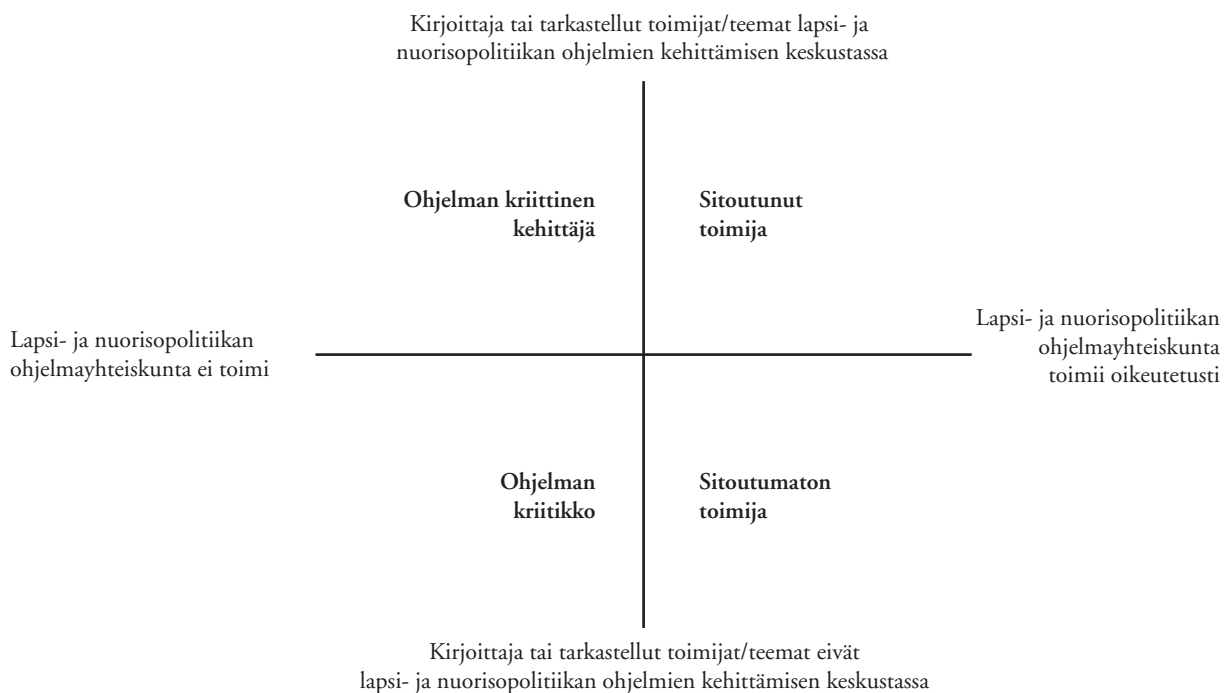 Kirjoittaja tai tarkastellut toimijat/teemat lapsi- ja
nuorisopolitiikan ohjelmien kehittämisen keskustassa
Ohjelman kriittinen
kehittäjä
Sitoutunut
toimija
Lapsi- ja nuorisopolitiikan
ohjelmayhteiskunta ei toimi
Lapsi- ja nuorisopolitiikan
ohjelmayhteiskunta
toimii oikeutetusti
Ohjelman
kriitikko
Sitoutumaton
toimija
Kirjoittaja tai tarkastellut toimijat/teemat eivät
lapsi- ja nuorisopolitiikan ohjelmien kehittämisen keskustassa